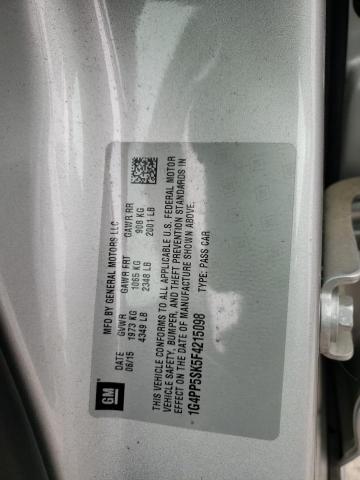 GM
MFD BY GENERAL MOTORS LLC
DATE GVWR GAWR FRT GAWR RR
06/15 1973 KG 1065 KG 908 KG
4349 LB 2348 LB 2001 LB
THIS VEHICLE CONFORMS TO ALL APPLICABLE U.S. FEDERAL MOTOR
VEHICLE SAFETY, BUMPER, AND THEFT PREVENTION STANDARDS IN
EFFECT ON THE DATE OF MANUFACTURE SHOWN ABOVE.
1G4PP5SK5F4215098 TYPE: PASS CAR